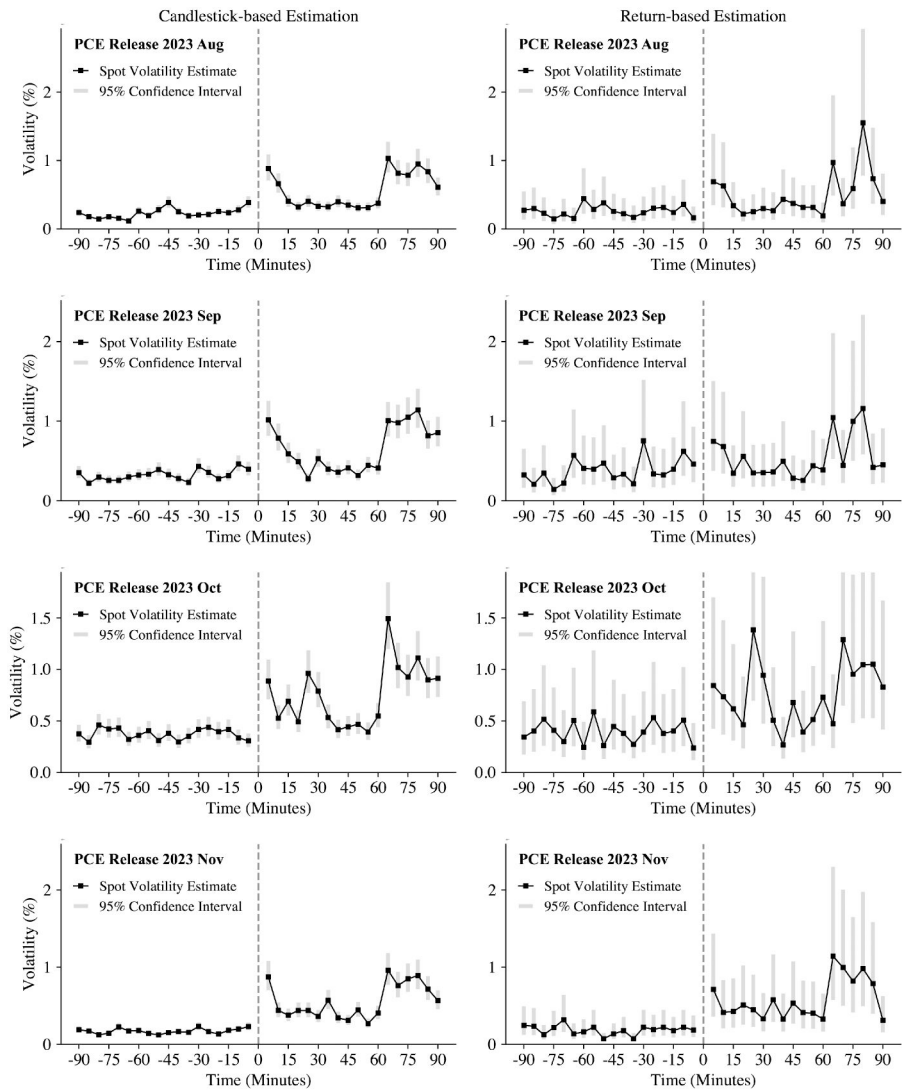 Candlestick-based Estimation
Return-based Estimation
PCE Release 2023 Aug
Spot Volatility Estimate
95% Confidence Interval
Volatility (%)
2
1
0
-90 -75 -60 -45 -30 -15 0 15 30 45 60 75 90
Time (Minutes)
PCE Release 2023 Aug
Spot Volatility Estimate
95% Confidence Interval
2
1
0
-90 -75 -60 -45 -30 -15 0 15 30 45 60 75 90
Time (Minutes)
PCE Release 2023 Sep
Spot Volatility Estimate
95% Confidence Interval
Volatility (%)
2
1
0
-90 -75 -60 -45 -30 -15 0 15 30 45 60 75 90
Time (Minutes)
PCE Release 2023 Sep
Spot Volatility Estimate
95% Confidence Interval
2
1
0
-90 -75 -60 -45 -30 -15 0 15 30 45 60 75 90
Time (Minutes)
PCE Release 2023 Oct
Spot Volatility Estimate
95% Confidence Interval
Volatility (%)
1.5
1.0
0.5
0.0
-90 -75 -60 -45 -30 -15 0 15 30 45 60 75 90
Time (Minutes)
PCE Release 2023 Oct
Spot Volatility Estimate
95% Confidence Interval
1.5
1.0
0.5
0.0
-90 -75 -60 -45 -30 -15 0 15 30 45 60 75 90
Time (Minutes)
PCE Release 2023 Nov
Spot Volatility Estimate
95% Confidence Interval
Volatility (%)
2
1
0
-90 -75 -60 -45 -30 -15 0 15 30 45 60 75 90
Time (Minutes)
PCE Release 2023 Nov
Spot Volatility Estimate
95% Confidence Interval
2
1
0
-90 -75 -60 -45 -30 -15 0 15 30 45 60 75 90
Time (Minutes)